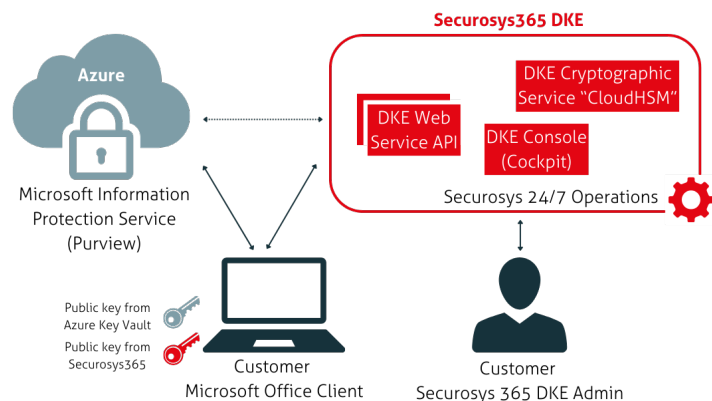 Securosys365 DKE
Azure
DKE Cryptographic
Service “CloudHSM”
DKE Web
Service API
DKE Console
(Cockpit)
Microsoft Information
Protection Service
(Purview)
Securosys 24/7 Operations
Public key from
Azure Key Vault
Public key from
Securosys365
Customer
Microsoft Office Client
Customer
Securosys 365 DKE Admin